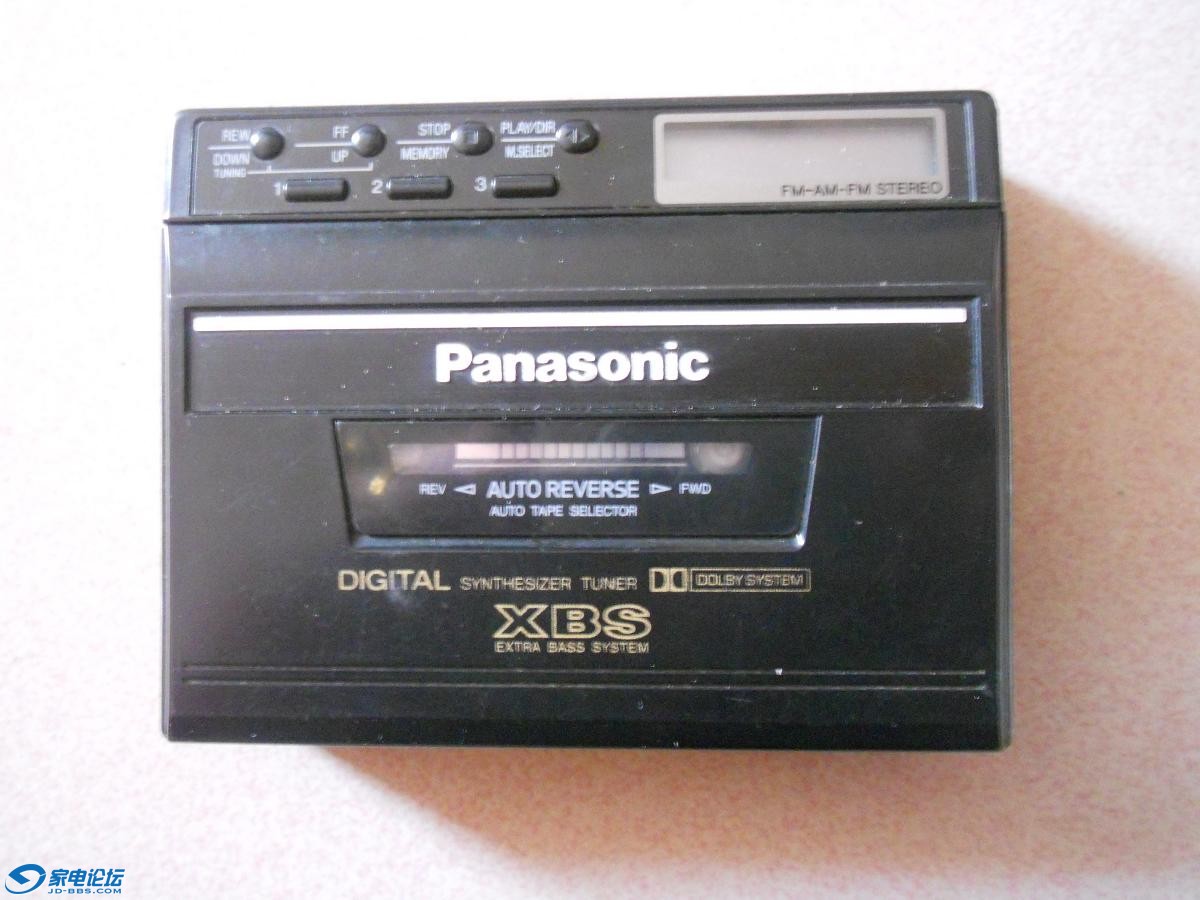 REW FF STOP PLAY/DIR
DOWN UP MEMORY M.SELECT
TUNING
1 2 3
FM-AM-FM STEREO
Panasonic
REV ◅ AUTO REVERSE ▻ FWD
AUTO TAPE SELECTOR
DIGITAL SYNTHESIZER TUNER DOLBY SYSTEM
XBS
EXTRA BASS SYSTEM
家电论坛
JD-BBS.COM